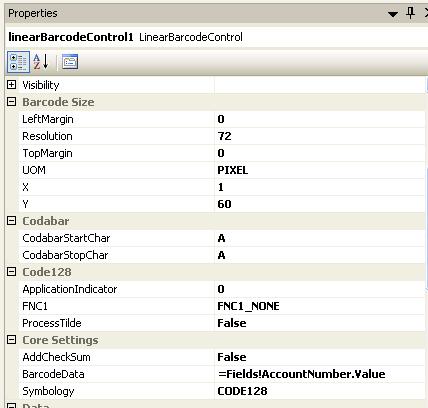 Properties
linearBarcodeControl1 LinearBarcodeControl
Visibility
Barcode Size
LeftMargin 0
Resolution 72
TopMargin 0
UOM PIXEL
X 1
Y 60
Codabar
CodabarStartChar A
CodabarStopChar A
Code128
ApplicationIndicator 0
FNC1 FNC1_NONE
ProcessTilde False
Core Settings
AddCheckSum False
BarcodeData =Fields!AccountNumber.Value
Symbology CODE128
Data